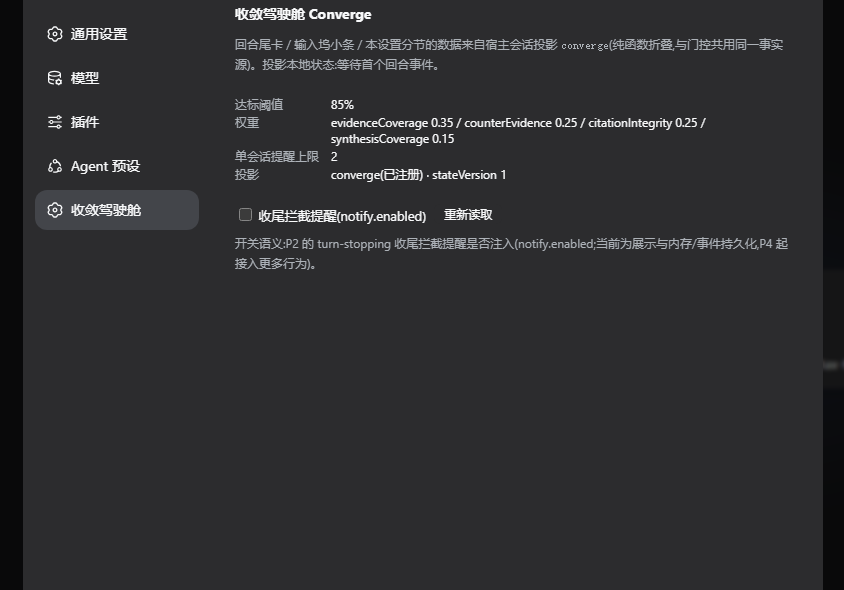 通用设置
模型
插件
Agent 预设
收敛驾驶舱
收敛驾驶舱 Converge
回合尾卡 / 输入坞小条 / 本设置分节的数据来自宿主会话投影 converge(纯函数折叠,与门控共用同一事实
源)。投影本地状态:等待首个回合事件。
达标阈值 85%
权重 evidenceCoverage 0.35 / counterEvidence 0.25 / citationIntegrity 0.25 /
synthesisCoverage 0.15
单会话提醒上限 2
投影 converge(已注册) · stateVersion 1
收尾拦截提醒(notify.enabled) 重新读取
开关语义:P2 的 turn-stopping 收尾拦截提醒是否注入(notify.enabled;当前为展示与内存/事件持久化,P4 起
接入更多行为)。